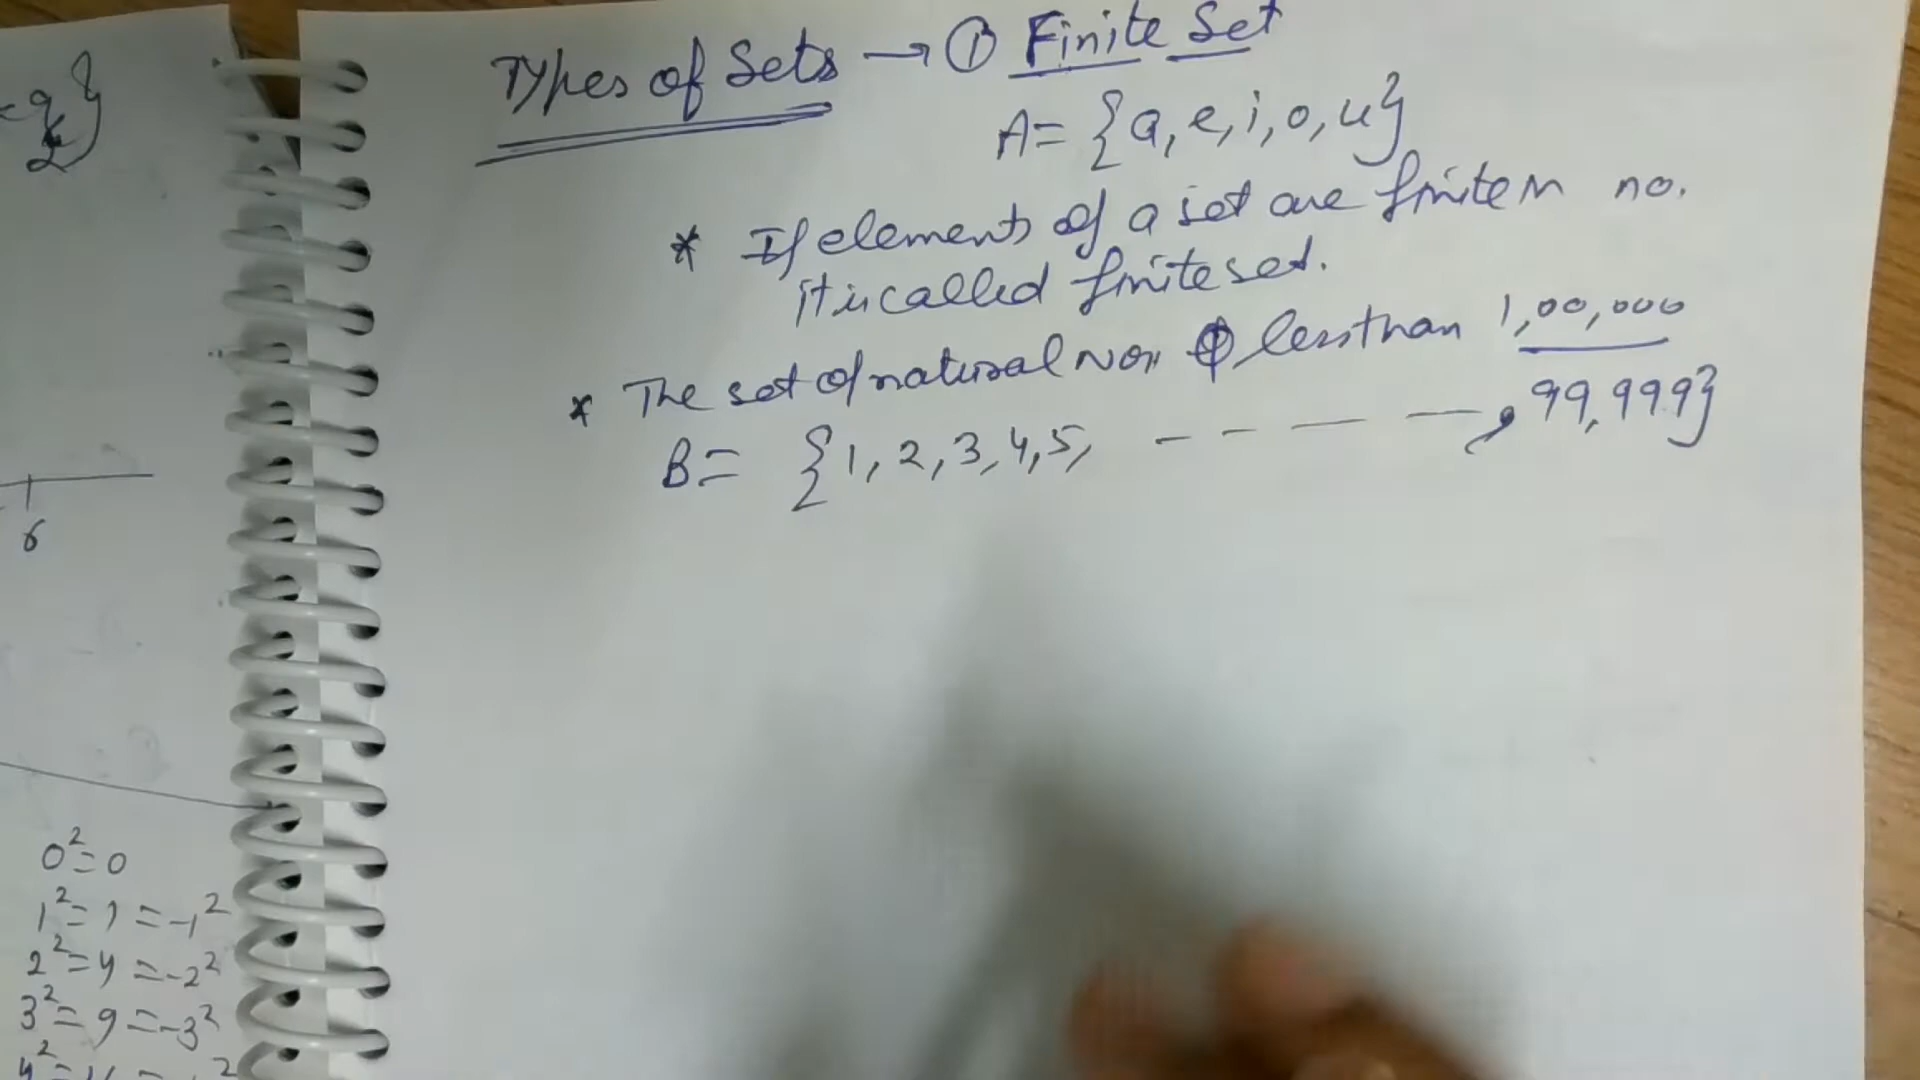 Types of Sets → ① Finite Set
A = {a, e, i, o, u}
* If elements of a set are finite in no.
it is called finite set.
* The set of natural Nos. less than 1,00,000
B = {1, 2, 3, 4, 5, - - — —, 99,999}
6
0² = 0
1² = 1 = -1²
2² = 4 = -2²
3² = 9 = -3²